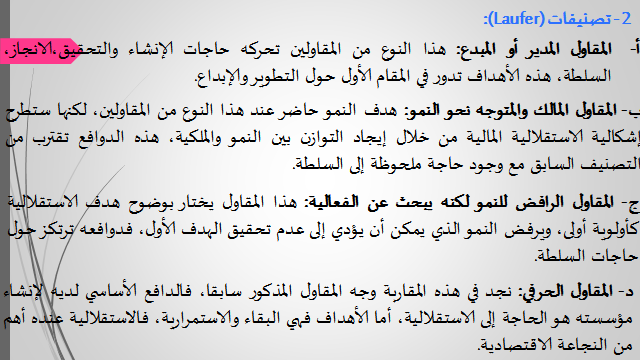 2- تصنيفات (Laufer):
أ- المقاول المدير أو المبدع: هذا النوع من المقاولين تحركه حاجات الإنشاء والتحقيق،الانجاز،
السلطة، هذه الأهداف تدور في المقام الأول حول التطوير والإبداع.
ب- المقاول المالك والمتوجه نحو النمو: هدف النمو حاضر عند هذا النوع من المقاولين، لكنها ستطرح
إشكالية الاستقلالية المالية من خلال إيجاد التوازن بين النمو والملكية، هذه الدوافع تقترب من
التصنيف السابق مع وجود حاجة ملحوظة إلى السلطة.
ج- المقاول الرافض للنمو لكنه يبحث عن الفعالية: هذا المقاول يختار بوضوح هدف الاستقلالية
كأولوية أولى، ويرفض النمو الذي يمكن أن يؤدي إلى عدم تحقيق الهدف الأول، فدوافعه ترتكز حول
حاجات السلطة.
د- المقاول الحرفي: نجد في هذه المقاربة وجه المقاول المذكور سابقا، فالدافع الأساسي لديه لإنشاء
مؤسسته هو الحاجة إلى الاستقلالية، أما الأهداف فهي البقاء والاستمرارية، فالاستقلالية عنده أهم
من النجاعة الاقتصادية.